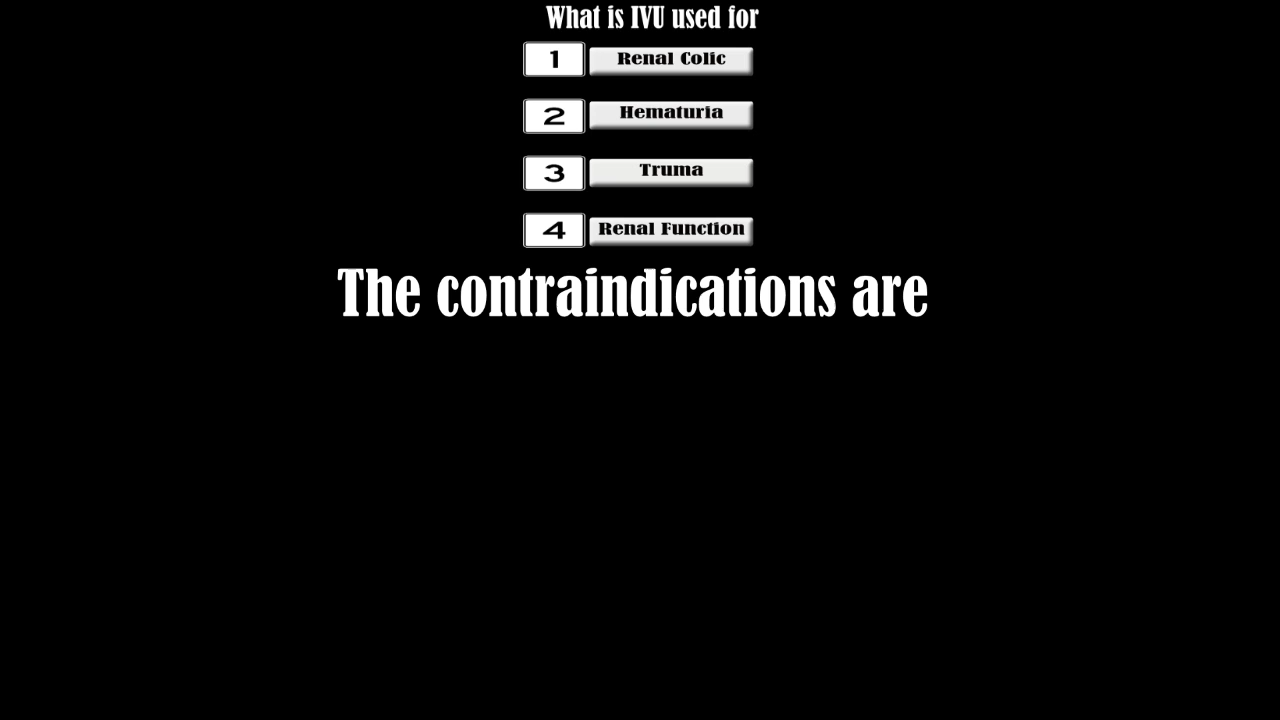 What is IVU used for
1 Renal Colic
2 Hematuria
3 Truma
4 Renal Function
The contraindications are